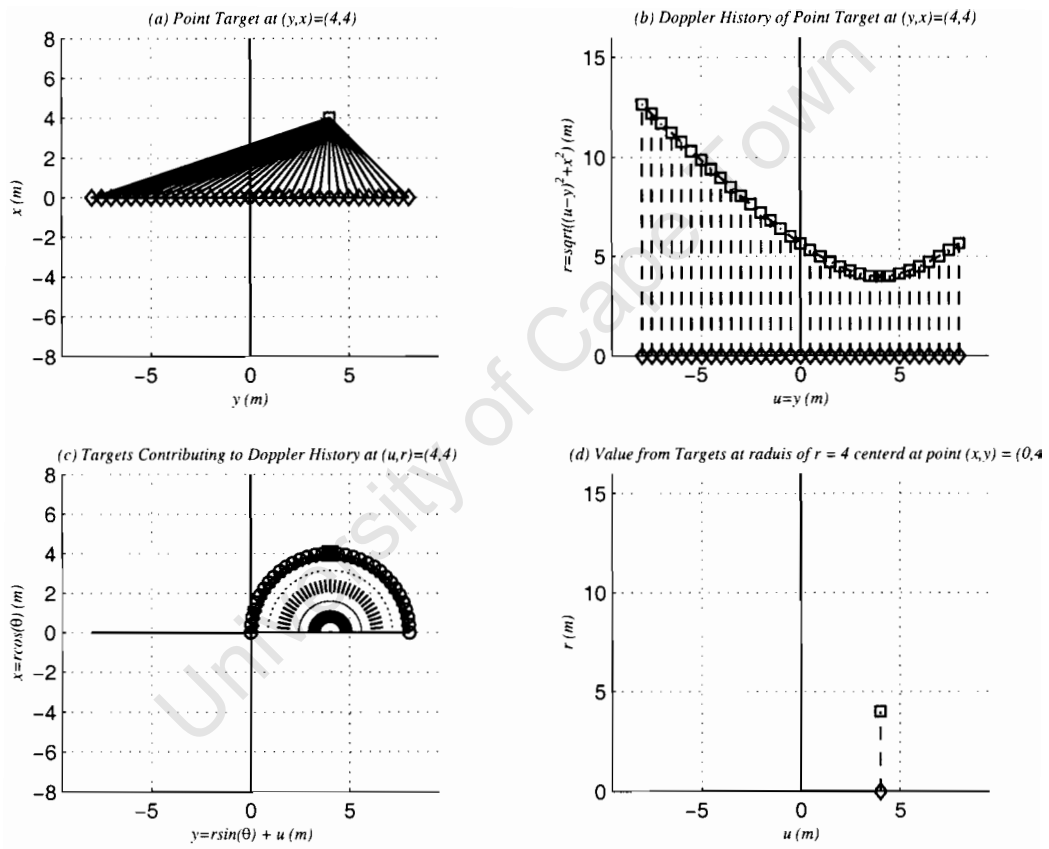 (a) Point Target at (y,x)=(4,4)
8
6
4
2
0
−2
−4
−6
−8
x (m)
−5 0 5
y (m)
(b) Doppler History of Point Target at (y,x)=(4,4)
15
10
5
0
r=sqrt((u−y)²+x²) (m)
−5 0 5
u=y (m)
(c) Targets Contributing to Doppler History at (u,r)=(4,4)
8
6
4
2
0
−2
−4
−6
−8
x=rcos(θ) (m)
−5 0 5
y=rsin(θ) + u (m)
(d) Value from Targets at raduis of r = 4 centerd at point (x,y) = (0,4
15
10
5
0
r (m)
−5 0 5
u (m)
University of Cape Town